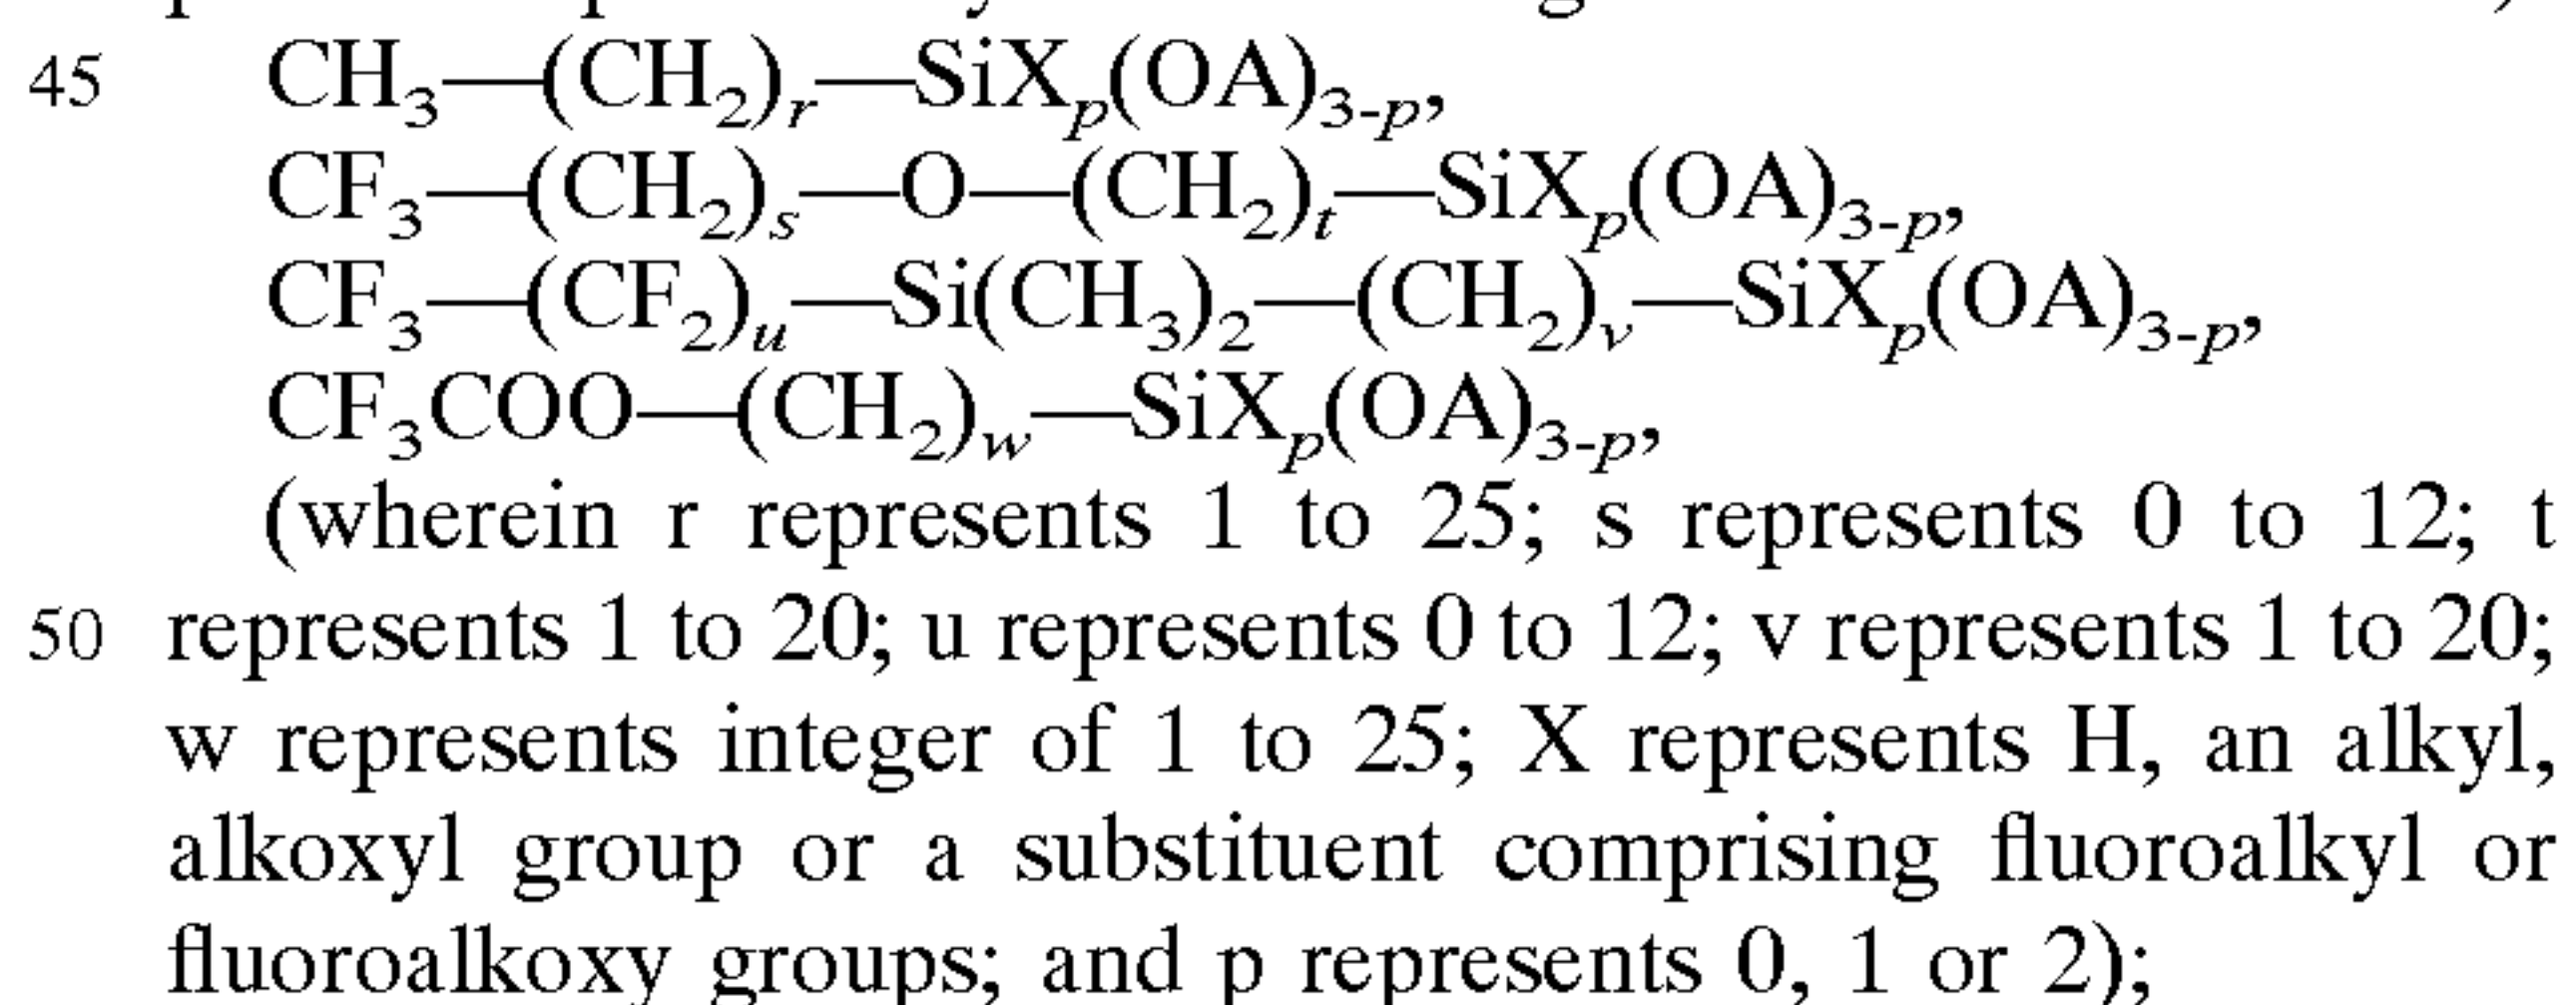 45 CH₃—(CH₂)ᵣ—SiXₚ(OA)₃₋ₚ,
CF₃—(CH₂)ₛ—O—(CH₂)ₜ—SiXₚ(OA)₃₋ₚ,
CF₃—(CF₂)ᵤ—Si(CH₃)₂—(CH₂)ᵥ—SiXₚ(OA)₃₋ₚ,
CF₃COO—(CH₂)w—SiXₚ(OA)₃₋ₚ,
(wherein r represents 1 to 25; s represents 0 to 12; t
50 represents 1 to 20; u represents 0 to 12; v represents 1 to 20;
w represents integer of 1 to 25; X represents H, an alkyl,
alkoxyl group or a substituent comprising fluoroalkyl or
fluoroalkoxy groups; and p represents 0, 1 or 2);